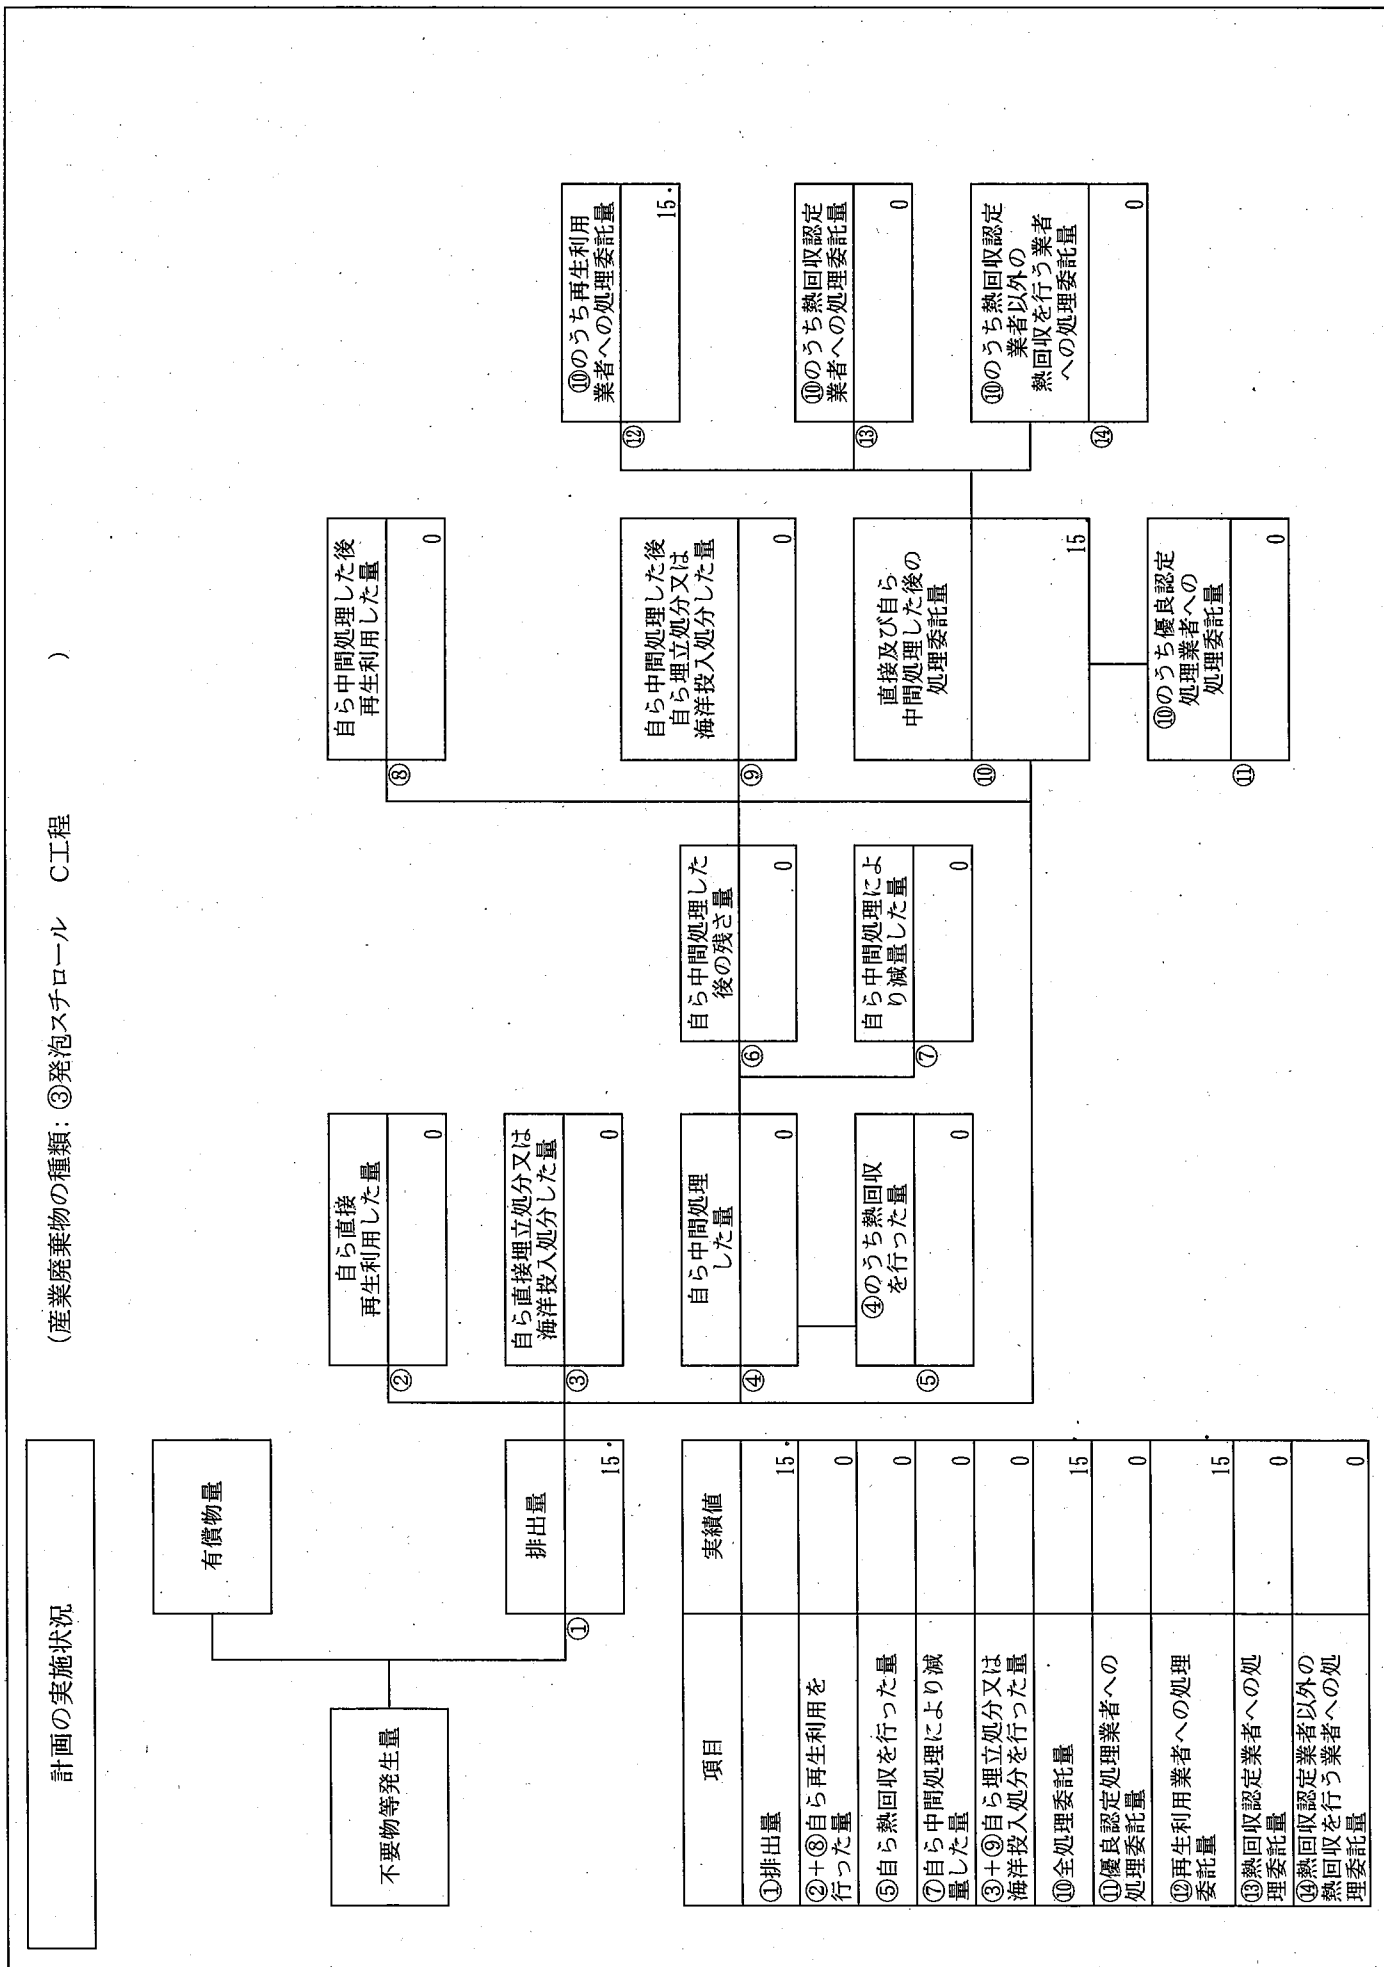 計画の実施状況
(産業廃棄物の種類:③発泡スチロール C工程 )
不要物等発生量
有償物量
①
排出量
15.
②
自ら直接
再生利用した量
0
③
自ら直接埋立処分又は
海洋投入処分した量
0
④
自ら中間処理
した量
0
⑤
④のうち熱回収
を行った量
0
⑥
自ら中間処理した
後の残さ量
0
⑦
自ら中間処理によ
り減量した量
0
⑧
自ら中間処理した後
再生利用した量
0
⑨
自ら中間処理した後
自ら埋立処分又は
海洋投入処分した量
0
⑩
直接及び自ら
中間処理した後の
処理委託量
15
⑪
⑩のうち優良認定
処理業者への
処理委託量
0
⑫
⑩のうち再生利用
業者への処理委託量
15.
⑬
⑩のうち熱回収認定
業者への処理委託量
0
⑭
⑩のうち熱回収認定
業者以外の
熱回収を行う業者
への処理委託量
0
項目 実績値
①排出量 15.
②+⑧自ら再生利用を
行った量 0
⑤自ら熱回収を行った量 0
⑦自ら中間処理により減
量した量 0
③+⑨自ら埋立処分又は
海洋投入処分を行った量 0
⑩全処理委託量 15
⑪優良認定処理業者への
処理委託量 0
⑫再生利用業者への処理
委託量 15
⑬熱回収認定業者への処
理委託量 0
⑭熱回収認定業者以外の
熱回収を行う業者への処
理委託量 0